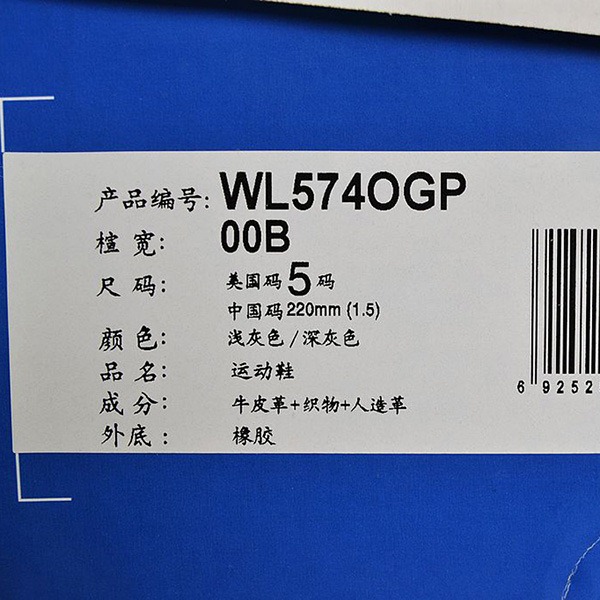 产品编号: WL574OGP
楦 宽: 00B
尺 码: 美国码 5 码
中国码 220mm (1.5)
颜 色: 浅灰色/深灰色
品 名: 运动鞋
成 分: 牛皮革+织物+人造革
外 底: 橡胶
6 9252